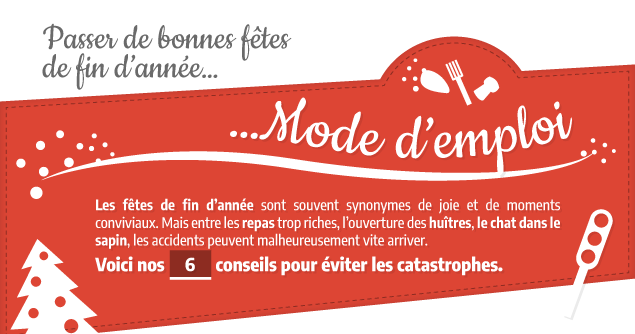 Passer de bonnes fêtes
de fin d'année...
...Mode d'emploi
Les fêtes de fin d'année sont souvent synonymes de joie et de moments
conviviaux. Mais entre les repas trop riches, l'ouverture des huîtres, le chat dans le
sapin, les accidents peuvent malheureusement vite arriver.
Voici nos 6 conseils pour éviter les catastrophes.